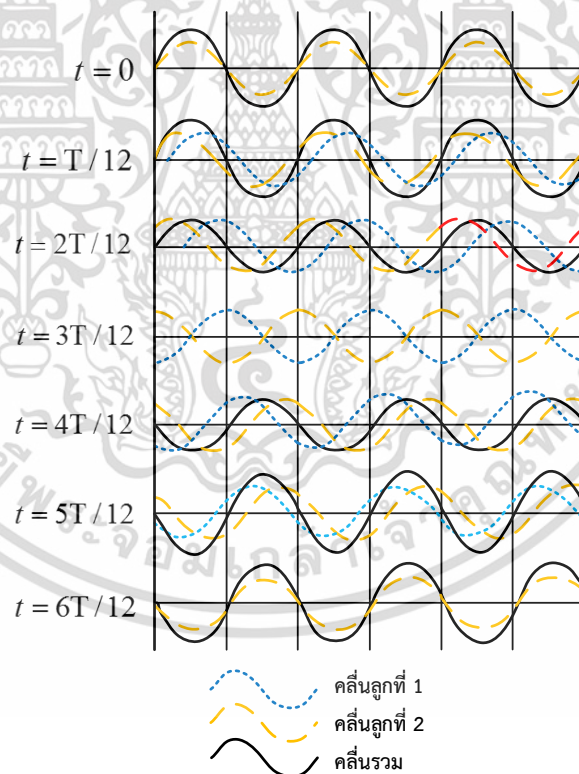 t = 0
t = T / 12
t = 2T / 12
t = 3T / 12
t = 4T / 12
t = 5T / 12
t = 6T / 12
คลื่นลูกที่ 1
คลื่นลูกที่ 2
คลื่นรวม